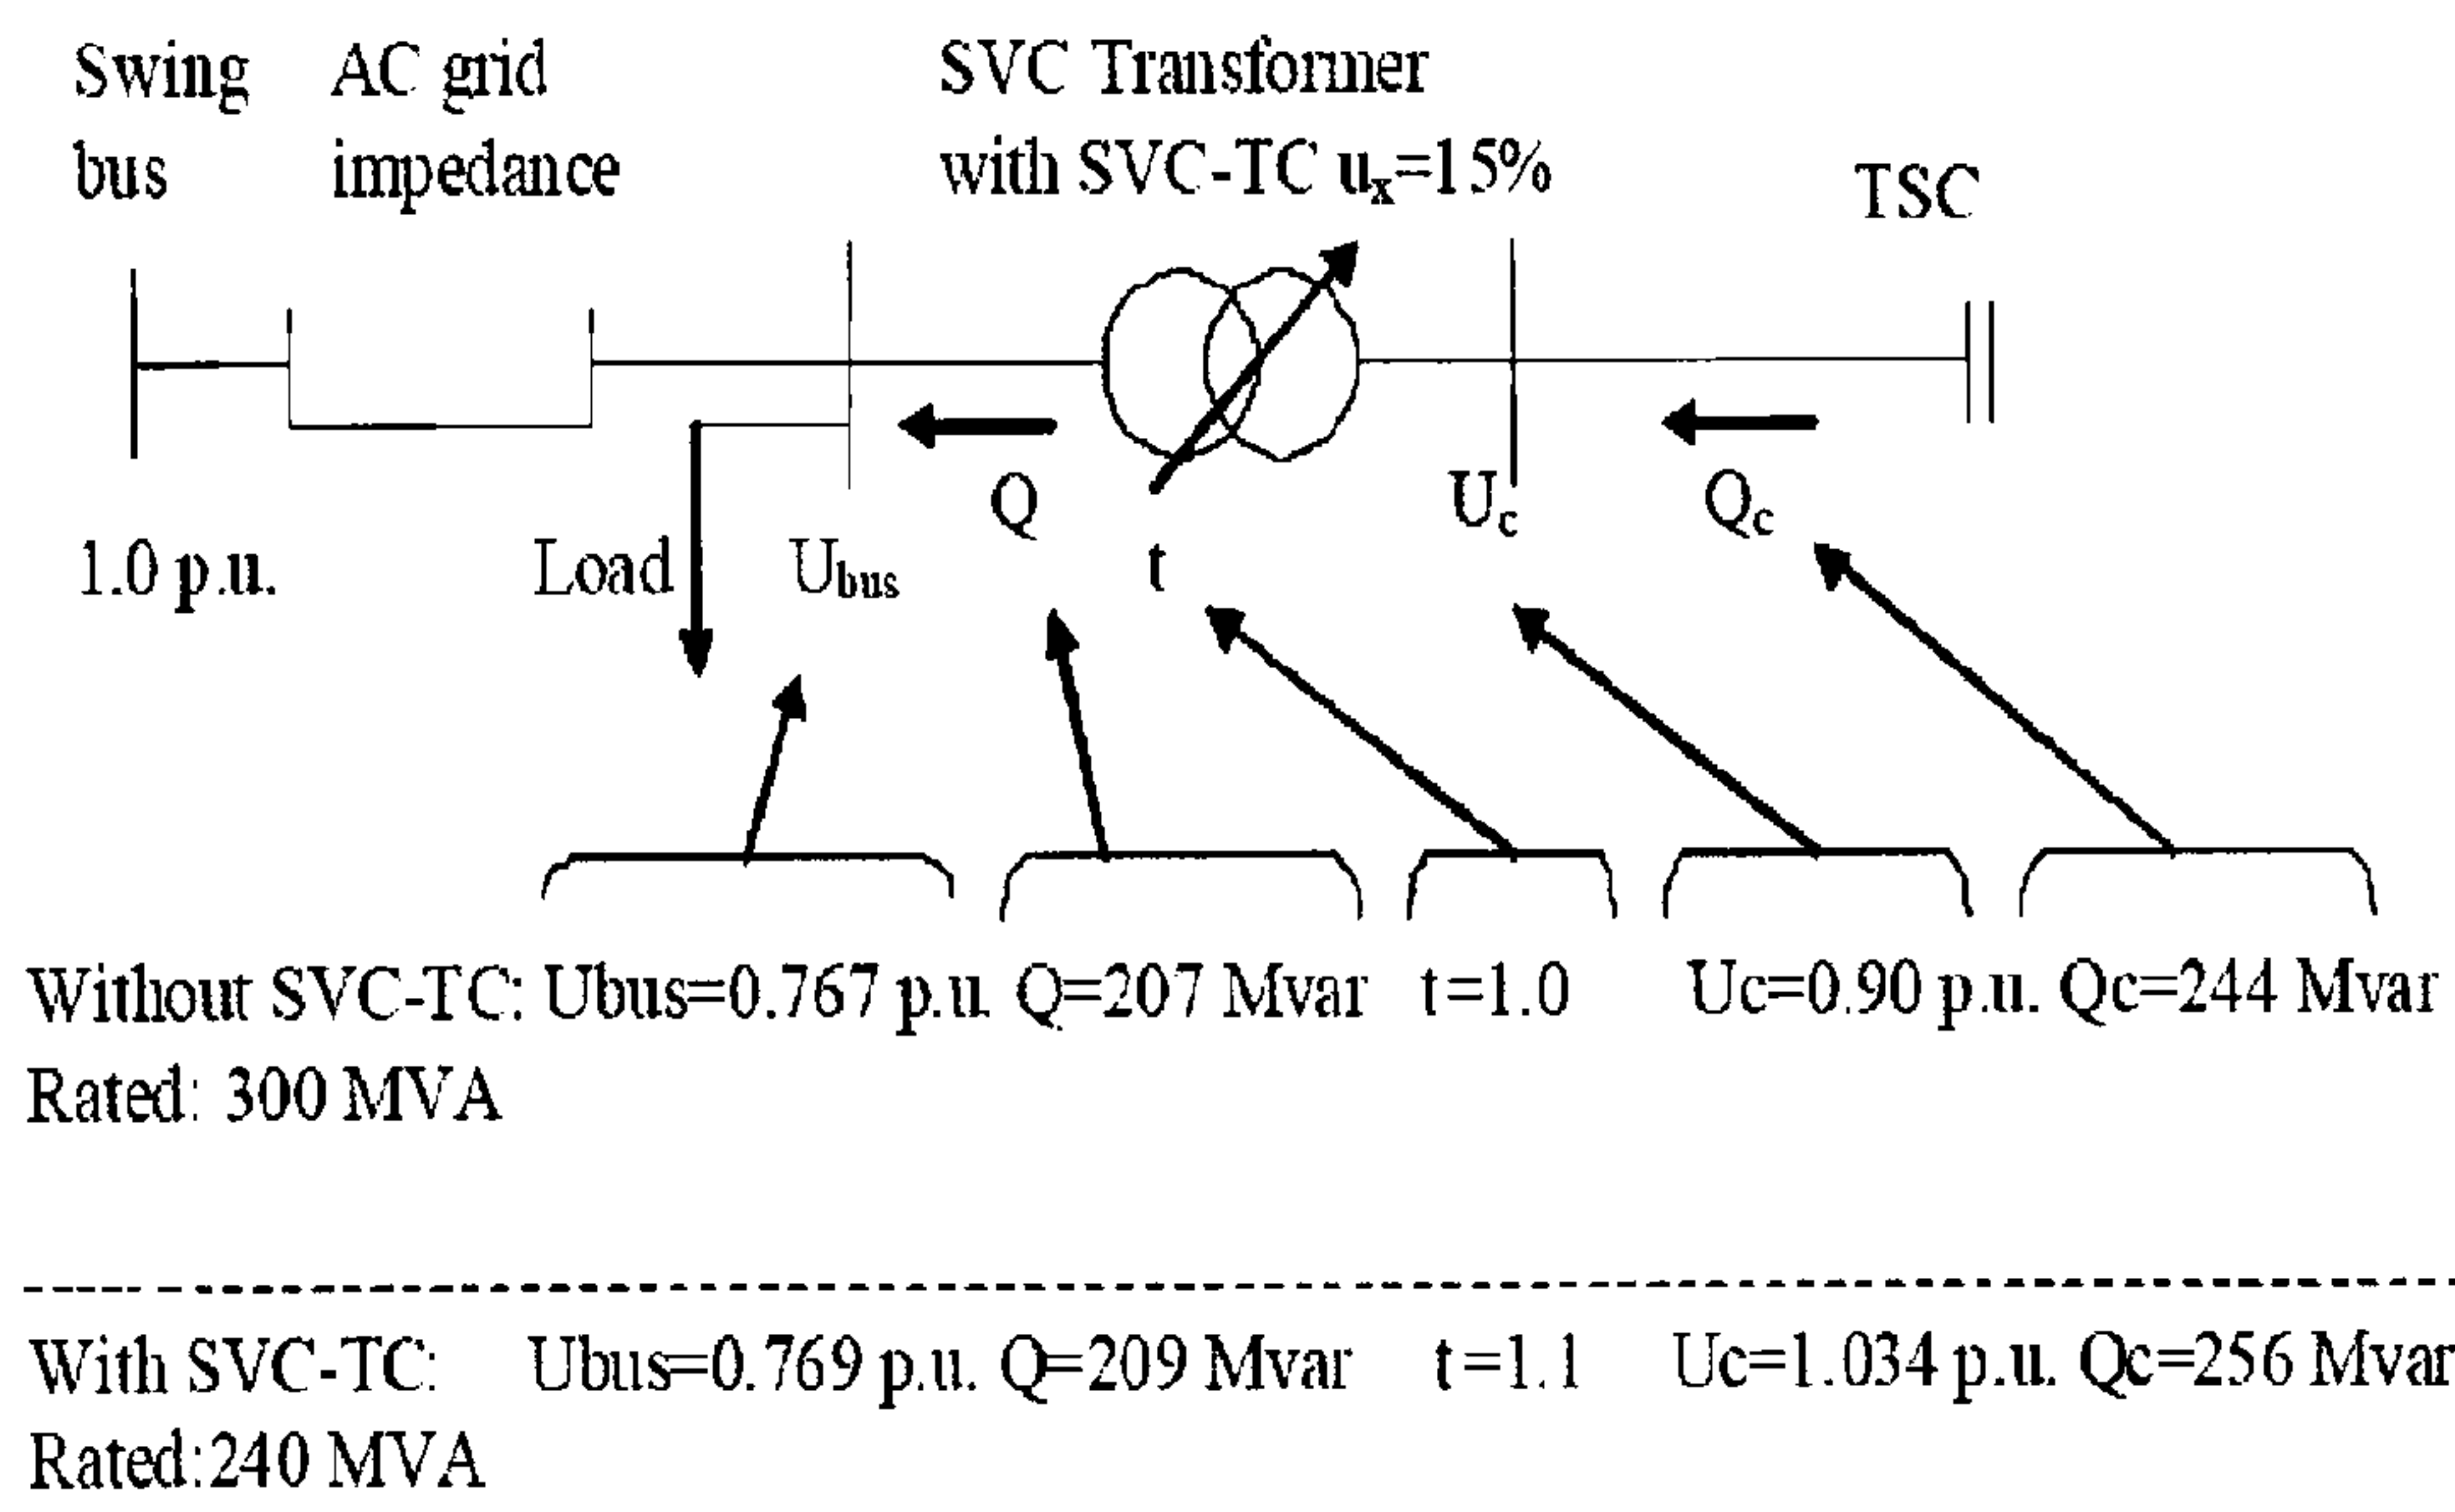 Swing AC grid SVC Transformer
bus impedance with SVC-TC ux=15% TSC
Q Uc Qc
1.0 p.u. Load Ubus t
Without SVC-TC: Ubus=0.767 p.u. Q=207 Mvar t=1.0 Uc=0.90 p.u. Qc=244 Mvar
Rated: 300 MVA
With SVC-TC: Ubus=0.769 p.u. Q=209 Mvar t=1.1 Uc=1.034 p.u. Qc=256 Mvar
Rated:240 MVA